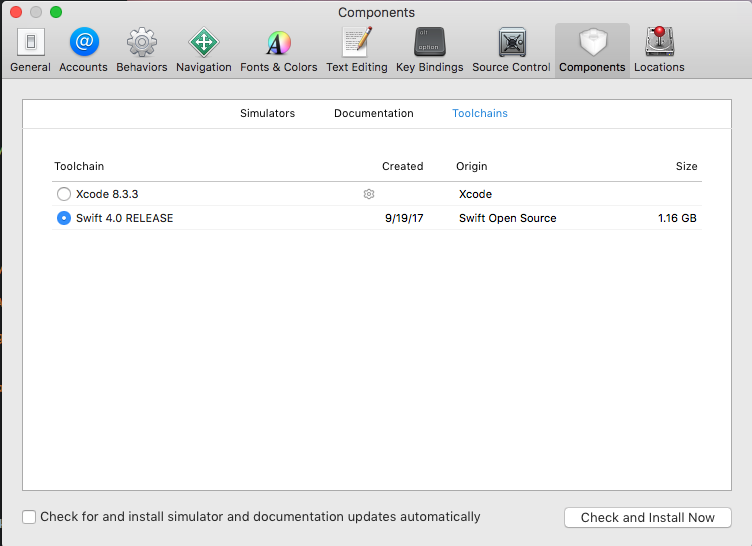 Components
General Accounts Behaviors Navigation Fonts & Colors Text Editing Key Bindings Source Control Components Locations
Simulators Documentation Toolchains
Toolchain Created Origin Size
Xcode 8.3.3 Xcode
Swift 4.0 RELEASE 9/19/17 Swift Open Source 1.16 GB
Check for and install simulator and documentation updates automatically Check and Install Now